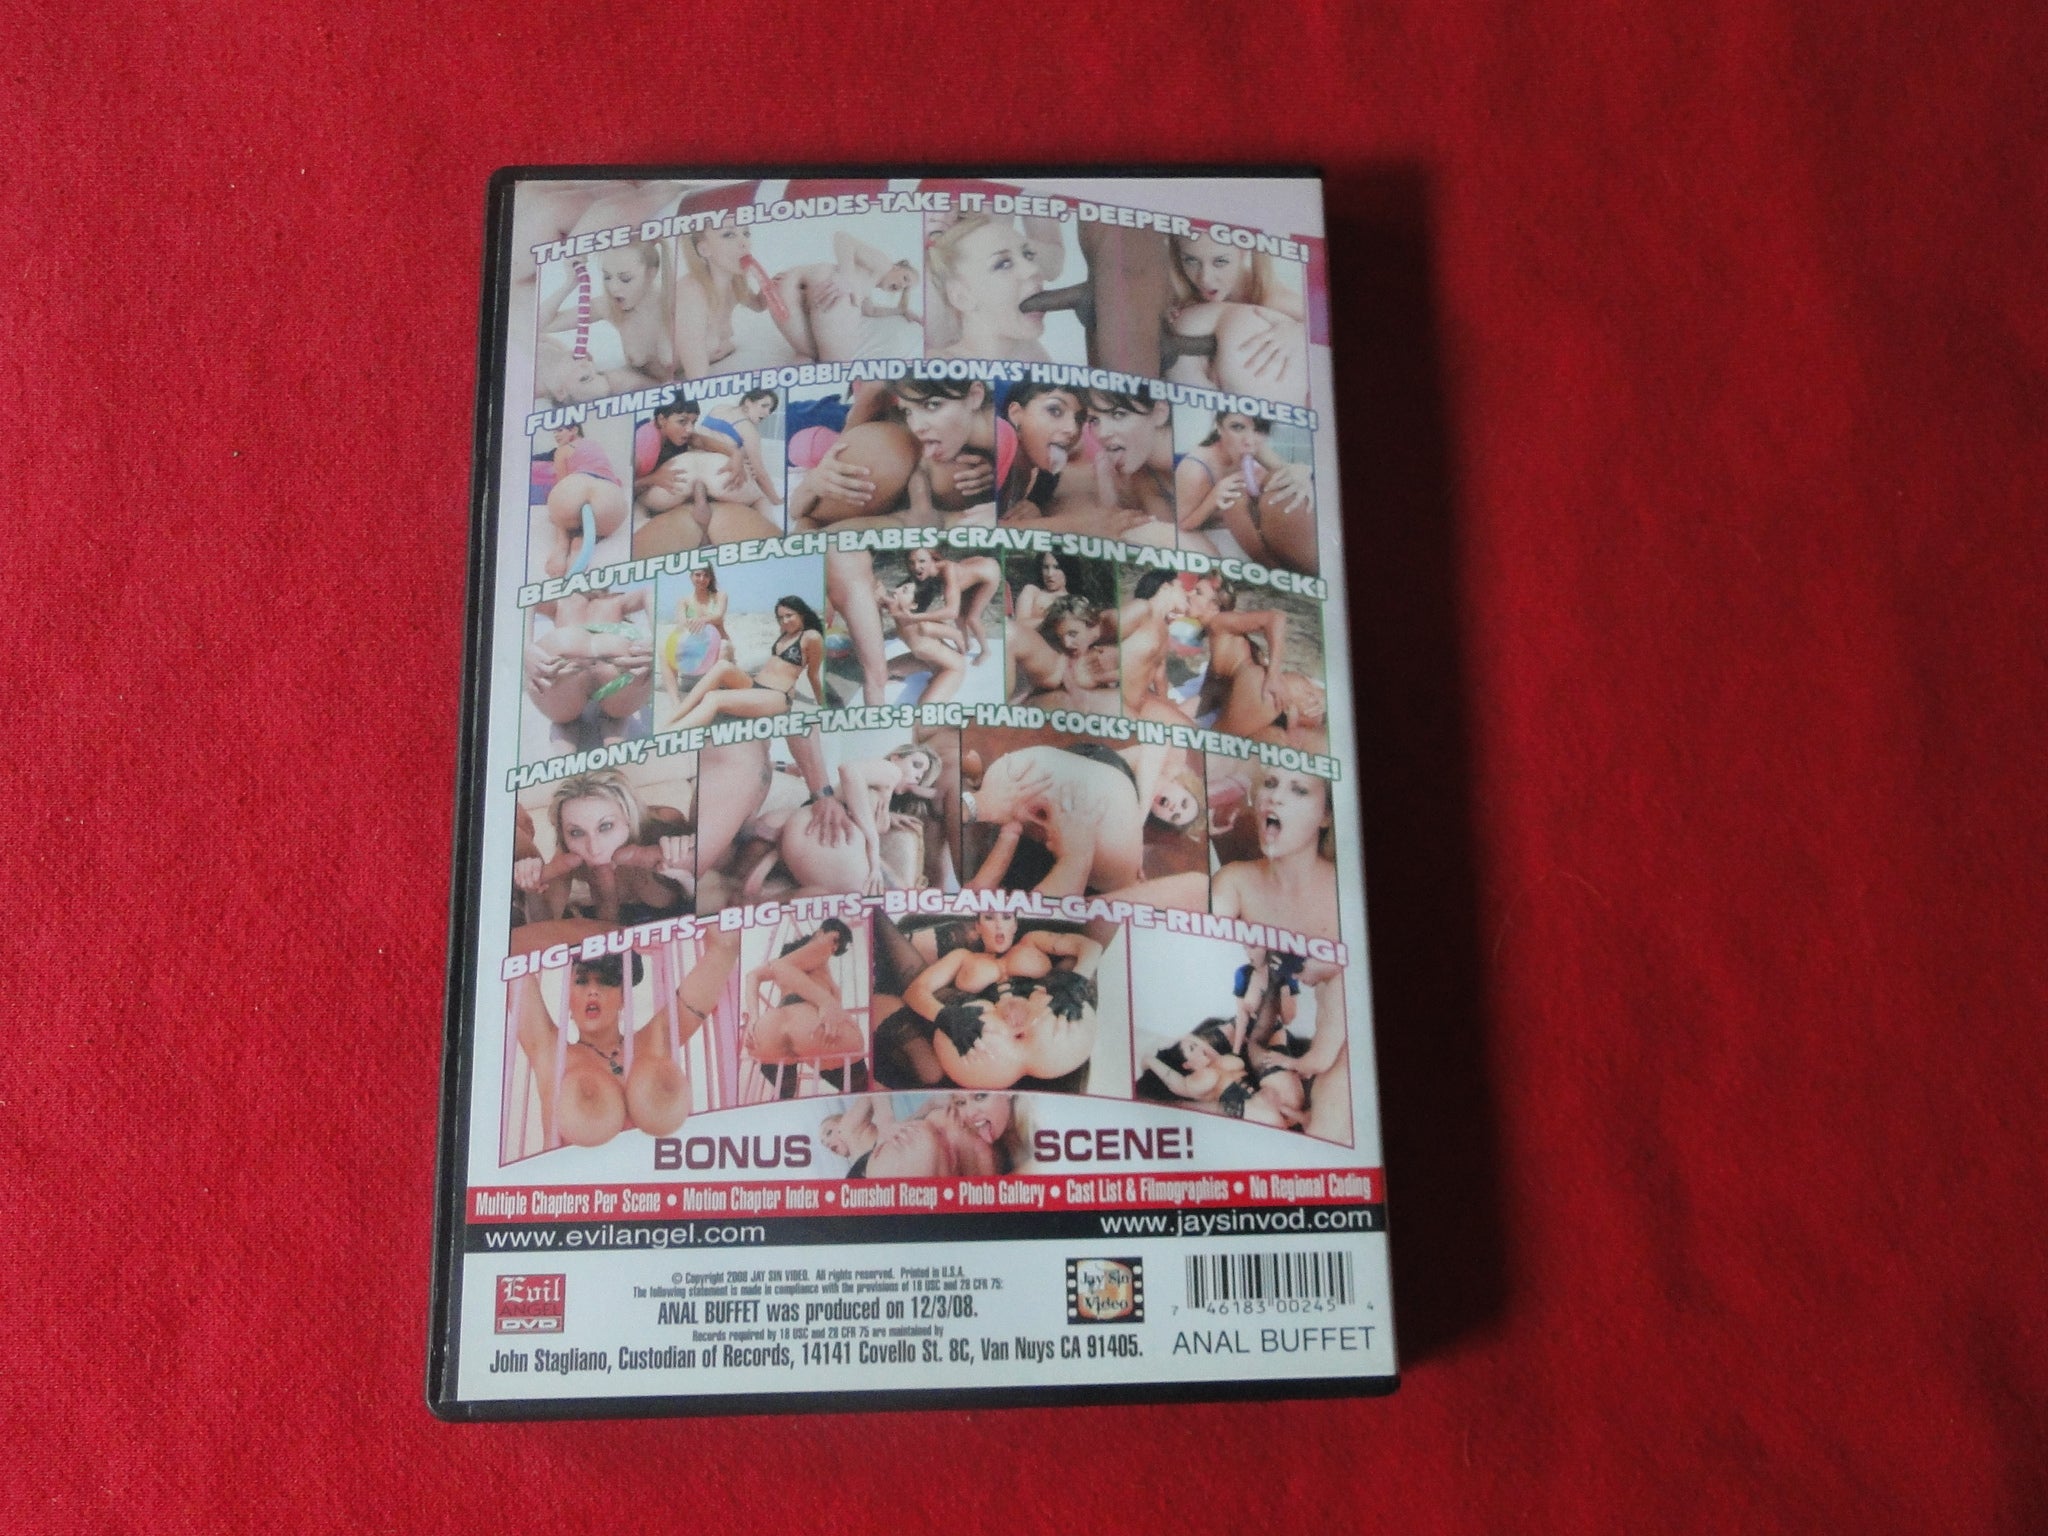 THESE DIRTY BLONDES TAKE IT DEEP, DEEPER, GONE!
FUN TIMES WITH BOBBI AND LOONA'S HUNGRY BUTTHOLES!
BEAUTIFUL BEACH BABES CRAVE SUN AND COCK!
HARMONY, THE WHORE, TAKES 3 BIG, HARD COCKS IN EVERY HOLE!
BIG BUTTS, BIG TITS, BIG ANAL GAPE RIMMING!
BONUS SCENE!
Multiple Chapters Per Scene • Motion Chapter Index • Cumshot Recap • Photo Gallery • Cast List & Filmographies • No Regional Coding
www.evilangel.com
www.jaysinvod.com
Evil
ANGEL
DVD
© Copyright 2008 JAY SIN VIDEO. All rights reserved. Printed in U.S.A.
The following statement is made in compliance with the provisions of 18 USC and 28 CFR 75:
ANAL BUFFET was produced on 12/3/08.
Records required by 18 USC and 28 CFR 75 are maintained by
John Stagliano, Custodian of Records, 14141 Covello St. 8C, Van Nuys CA 91405.
Jay Sin
Video
7 46183 00245 4
ANAL BUFFET